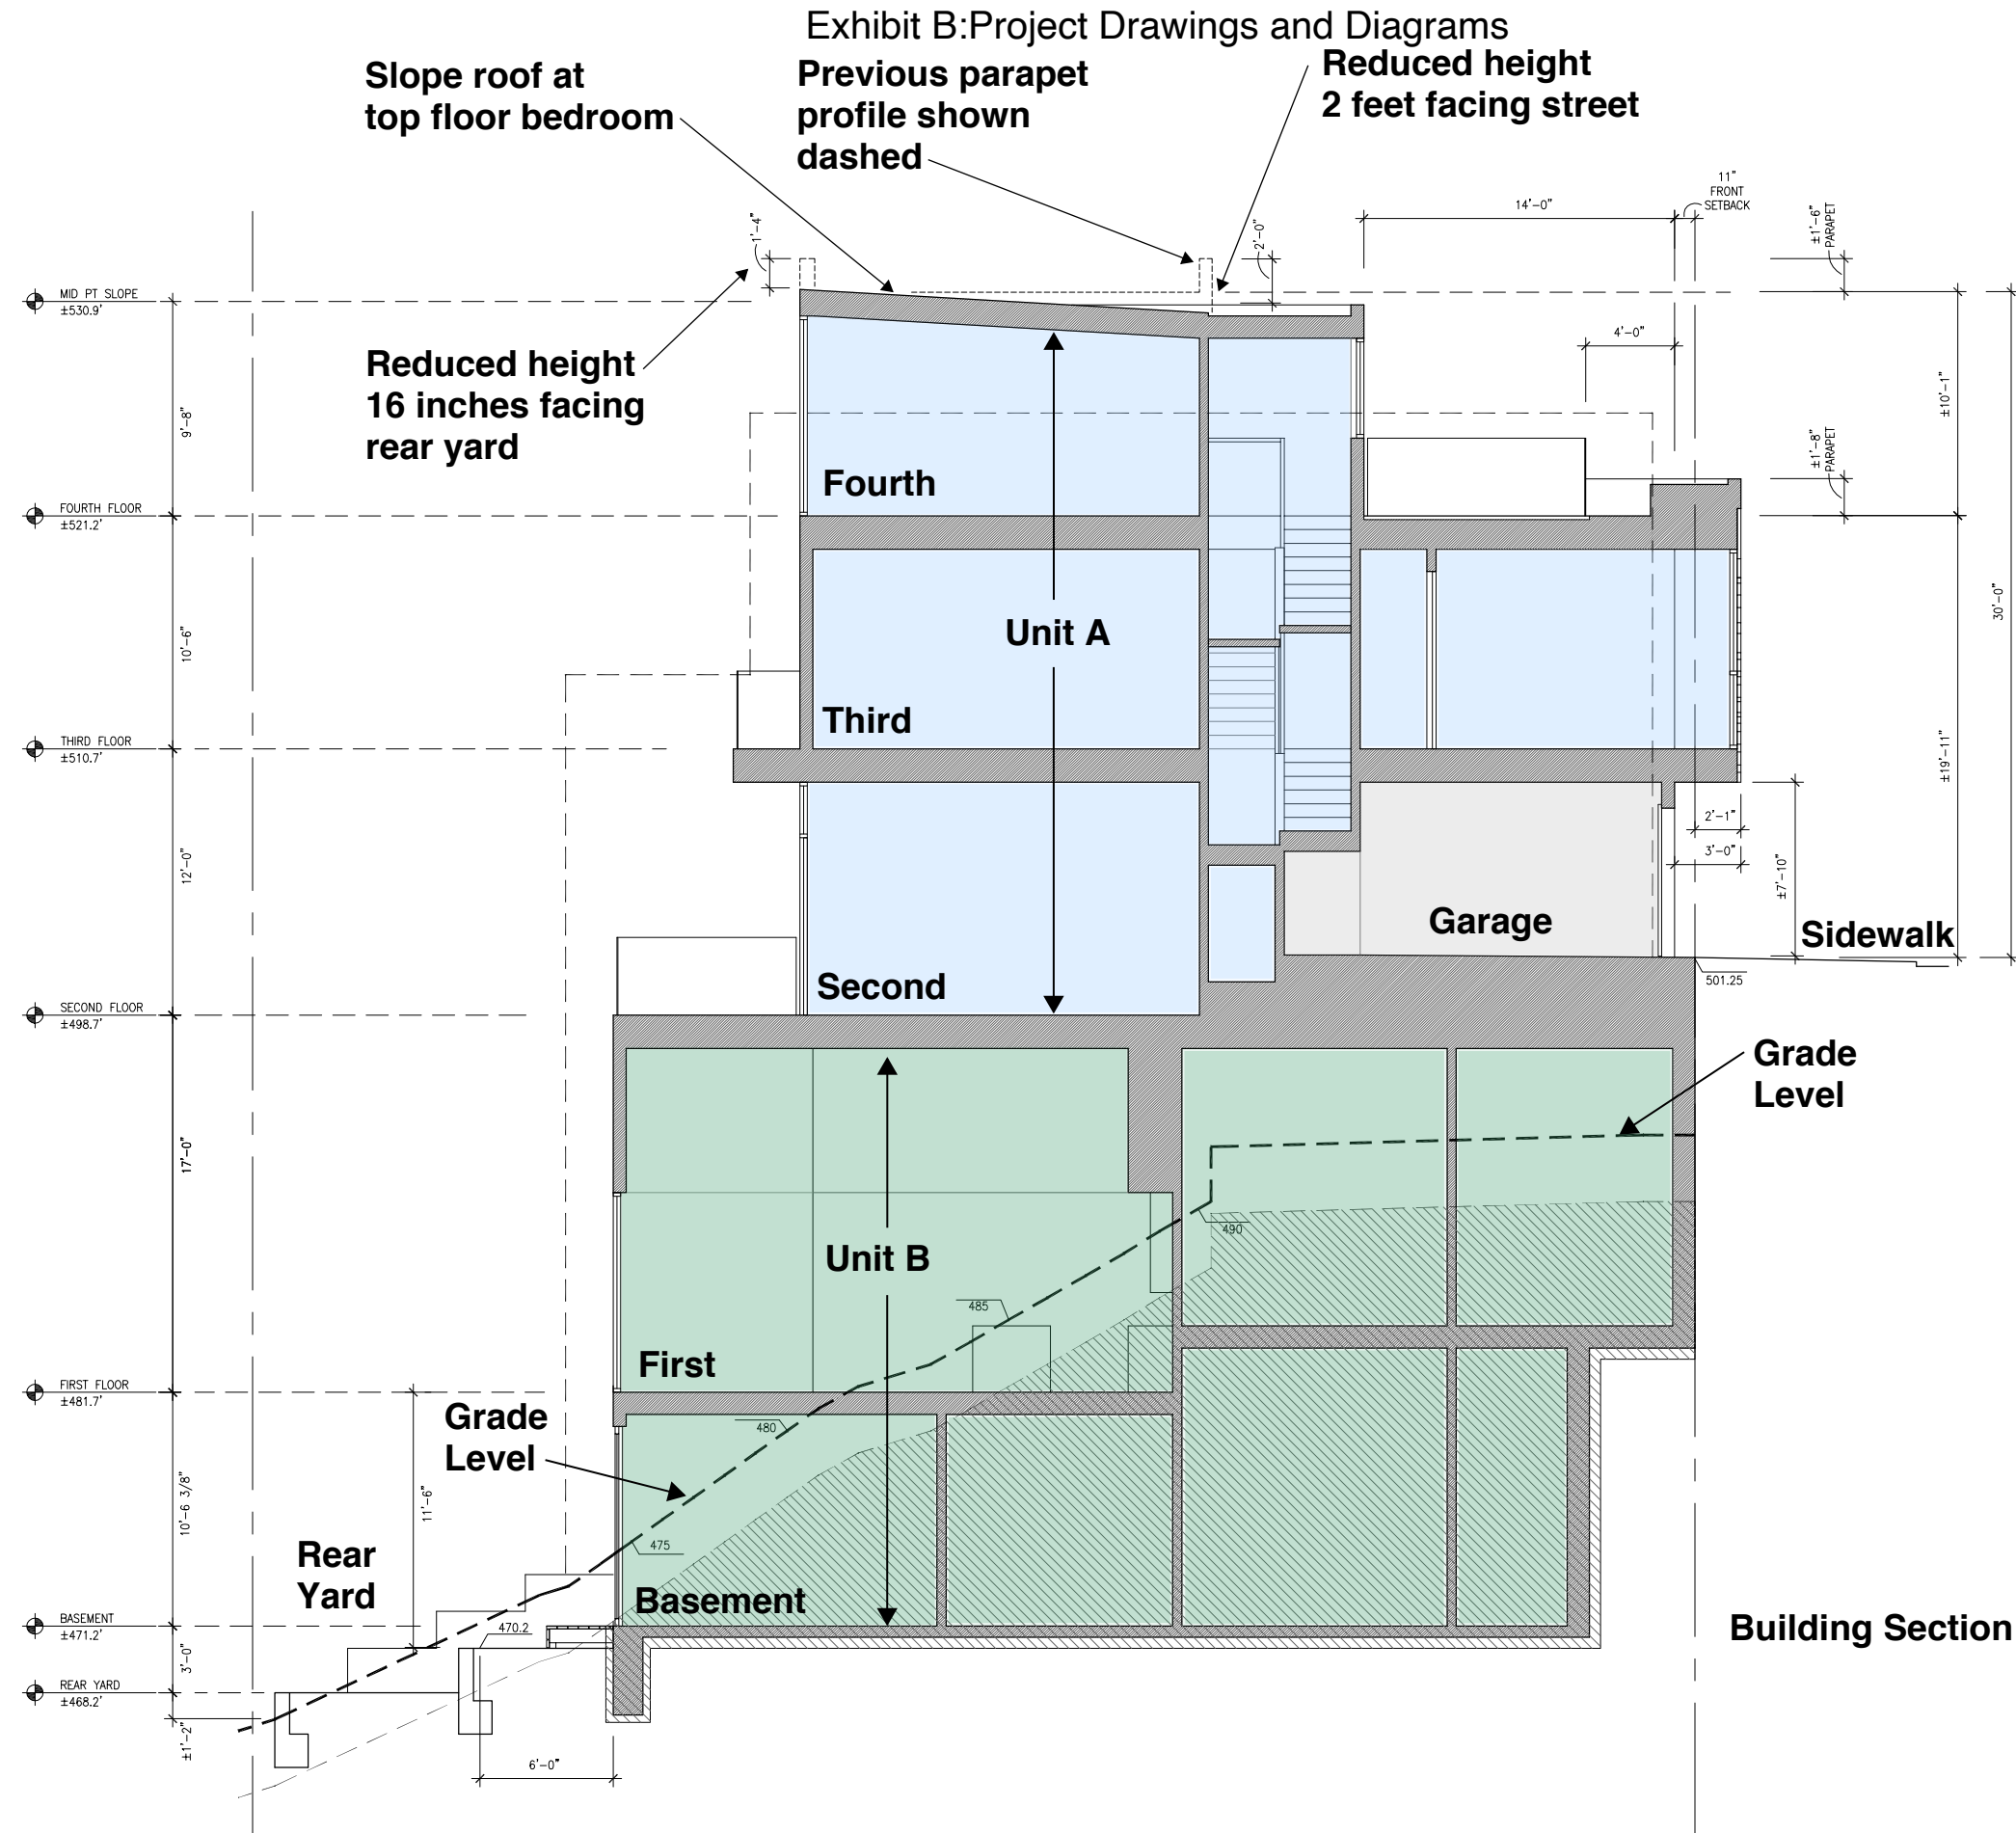 Exhibit B:Project Drawings and Diagrams
Slope roof at
top floor bedroom
Previous parapet
profile shown
dashed
Reduced height
2 feet facing street
11"
FRONT
SETBACK
14'-0"
±1'-6"
PARAPET
1'-4"
2'-0"
MID PT SLOPE
±530.9'
4'-0"
Reduced height
16 inches facing
rear yard
9'-8"
±10'-1"
±1'-8"
PARAPET
Fourth
FOURTH FLOOR
±521.2'
30'-0"
Unit A
10'-6"
Third
THIRD FLOOR
±510.7'
±19'-11"
2'-1"
3'-0"
12'-0"
±7'-10"
Garage
Sidewalk
501.25
Second
SECOND FLOOR
±498.7'
Grade
Level
17'-0"
490
Unit B
485
First
FIRST FLOOR
±481.7'
Grade
Level
480
10'-6 3/8"
11'-6"
475
Rear
Yard
Basement
BASEMENT
±471.2'
470.2
Building Section
3'-0"
REAR YARD
±468.2'
±1'-2"
6'-0"